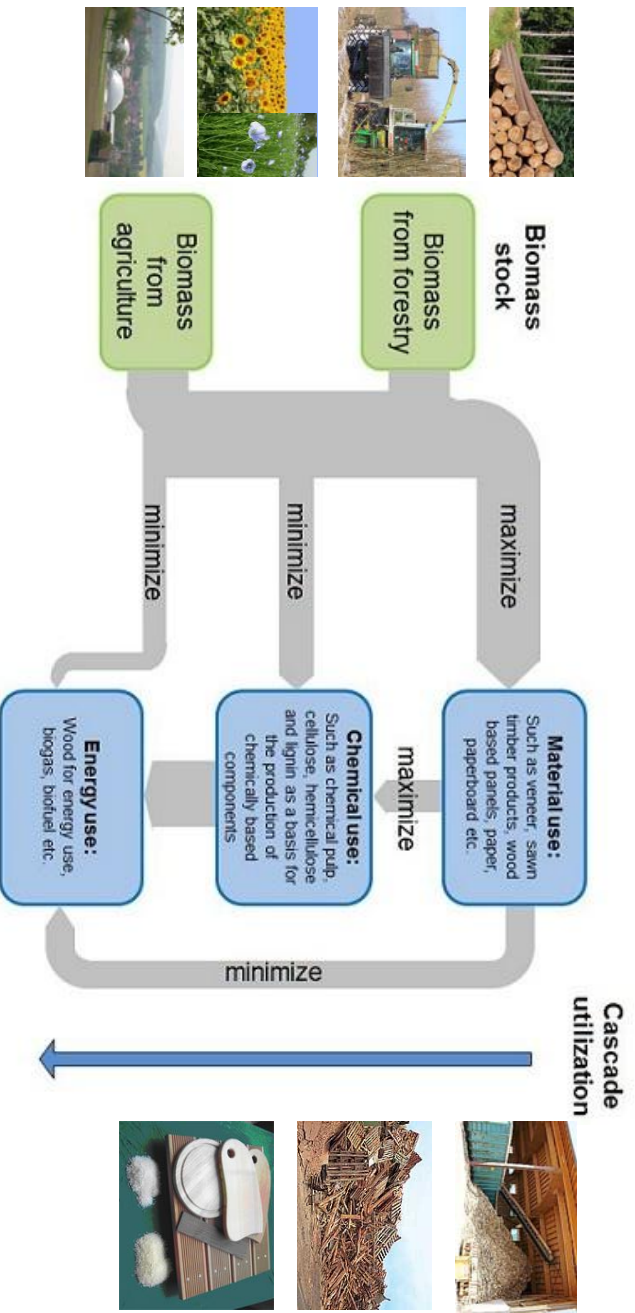 Biomass
stock
Cascade
utilization
Biomass
from forestry
Biomass
from
agriculture
maximize
minimize
minimize
Material use:
Such as veneer, sawn
timber products, wood
based panels, paper,
paperboard etc.
maximize
Chemical use:
Such as chemical pulp,
cellulose, hemicellulose
and lignin as a basis for
the production of
chemically based
components
Energy use:
Wood for energy use,
biogas, biofuel etc.
minimize